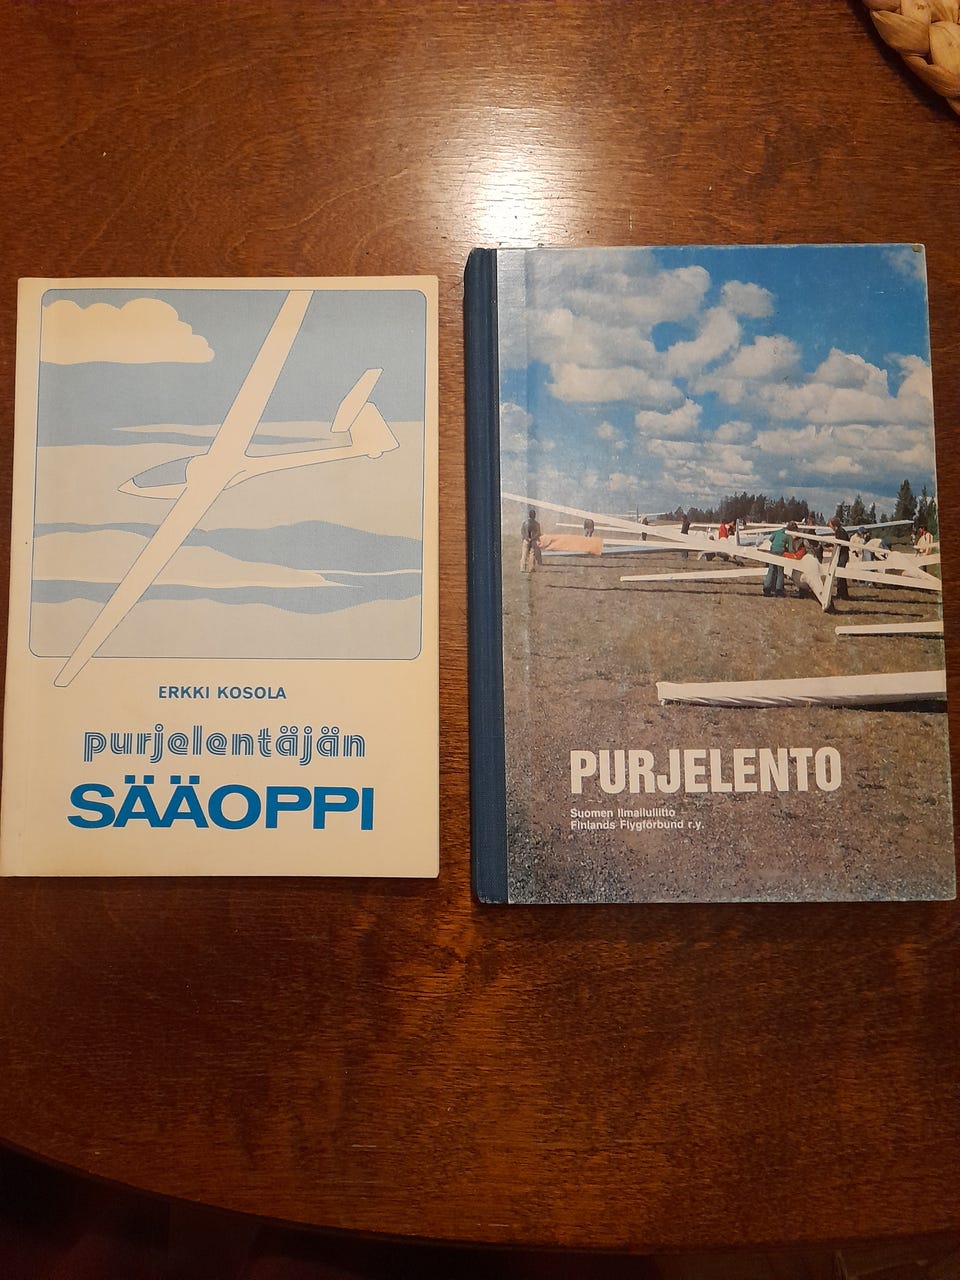 ERKKI KOSOLA
purjelentäjän
SÄÄOPPI
PURJELENTO
Suomen Ilmailuliitto
Finlands Flygförbund r.y.